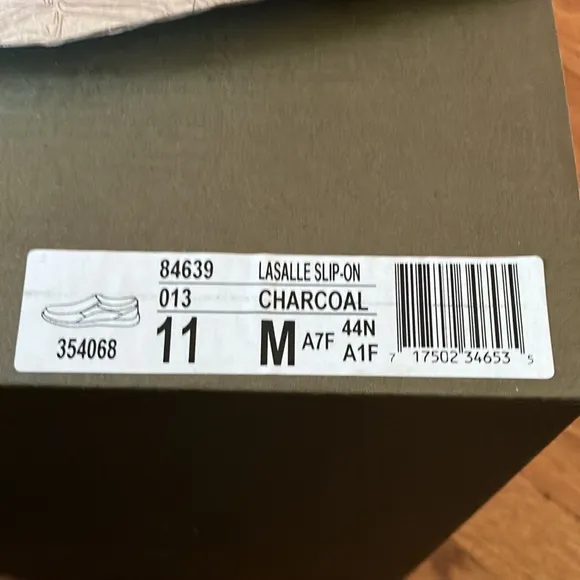 84639 LASALLE SLIP-ON
013 CHARCOAL
354068 11 M A7F 44N
A1F
7 17502 34653 5